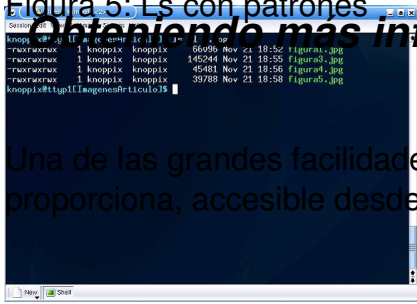 Figura 5: Ls con patrones
Obteniendo más in
Session Edit
-rwxrwxrwx 1 knoppix knoppix 66096 Nov 21 18:52 figura1.jpg
-rwxrwxrwx 1 knoppix knoppix 145244 Nov 21 18:55 figura3.jpg
-rwxrwxrwx 1 knoppix knoppix 45481 Nov 21 18:56 figura4.jpg
-rwxrwxrwx 1 knoppix knoppix 39788 Nov 21 18:58 figura5.jpg
knoppix@ttyp1[ImagenesArticulo]$
Una de las grandes facilidade
proporciona, accesible desde
New Shell